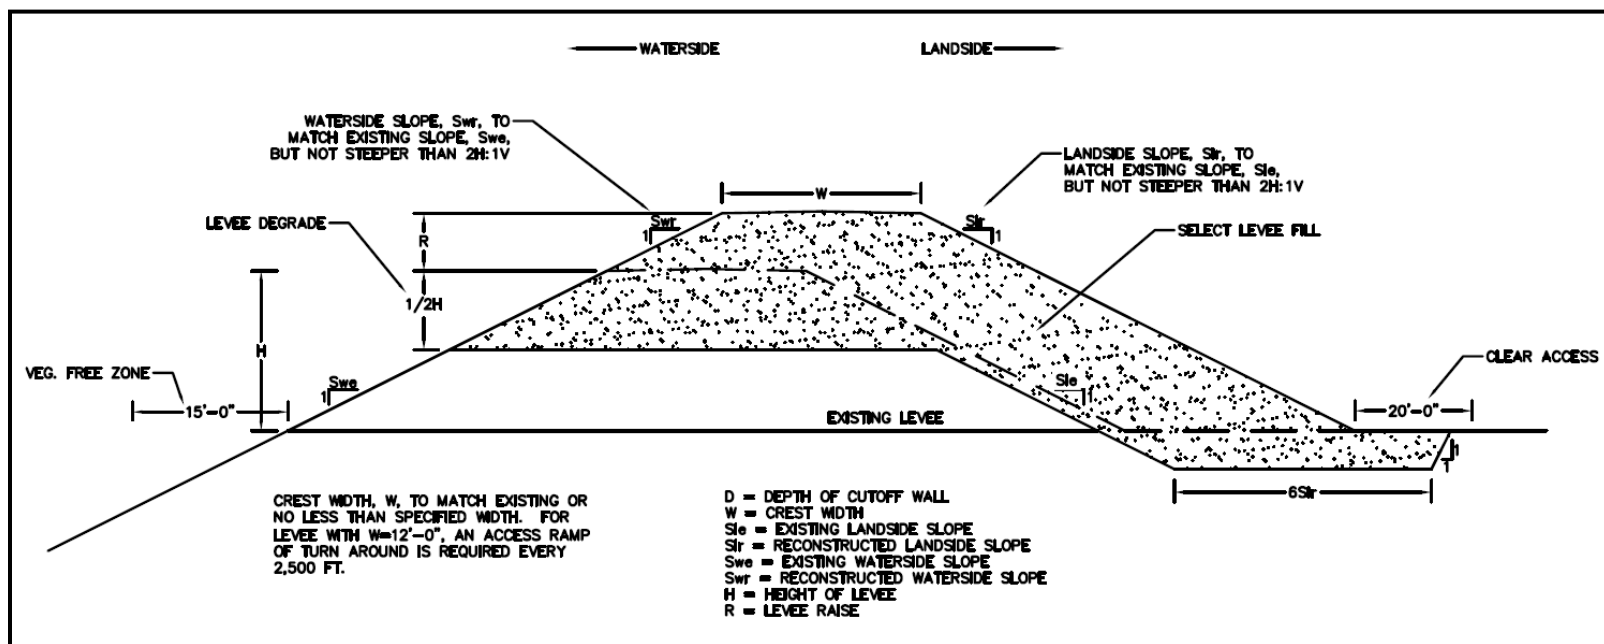 WATERSIDE
LANDSIDE
WATERSIDE SLOPE, Swr, TO
MATCH EXISTING SLOPE, Swe,
BUT NOT STEEPER THAN 2H:1V
LANDSIDE SLOPE, Slr, TO
MATCH EXISTING SLOPE, Sle,
BUT NOT STEEPER THAN 2H:1V
W
LEVEE DEGRADE
R
Swr
1
Slr
1
SELECT LEVEE FILL
1/2H
H
VEG. FREE ZONE
15'-0"
Swe
1
Sle
1
CLEAR ACCESS
20'-0"
EXISTING LEVEE
1
1
6Slr
CREST WIDTH, W, TO MATCH EXISTING OR
NO LESS THAN SPECIFIED WIDTH. FOR
LEVEE WITH W=12'-0", AN ACCESS RAMP
OF TURN AROUND IS REQUIRED EVERY
2,500 FT.
D = DEPTH OF CUTOFF WALL
W = CREST WIDTH
Sle = EXISTING LANDSIDE SLOPE
Slr = RECONSTRUCTED LANDSIDE SLOPE
Swe = EXISTING WATERSIDE SLOPE
Swr = RECONSTRUCTED WATERSIDE SLOPE
H = HEIGHT OF LEVEE
R = LEVEE RAISE